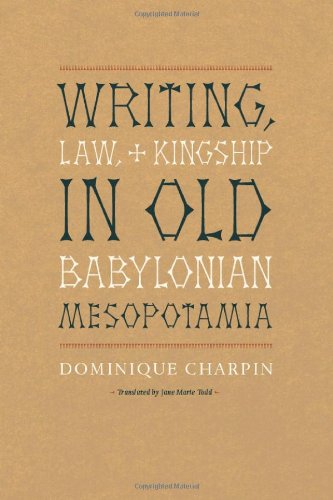 WRITING,
LAW, + KINGSHIP
IN OLD
BABYLONIAN
MESOPOTAMIA
DOMINIQUE CHARPIN
Translated by Jane Marie Todd